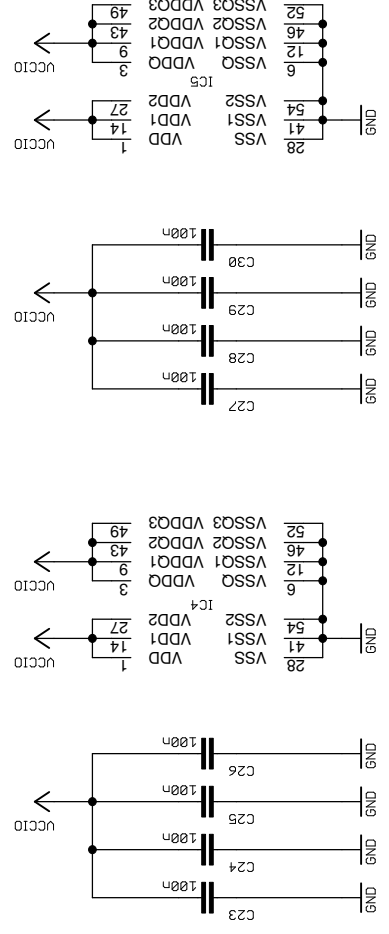 GND C23 100n
GND C24 100n
GND C25 100n VCCIO
GND C26 100n
28 VSS VDD 1
GND 41 VSS1 VDD1 14 VCCIO
54 VSS2 VDD2 27
IC4
6 VSSQ VDDQ 3
12 VSSQ1 VDDQ1 9 VCCIO
46 VSSQ2 VDDQ2 43
52 VSSQ3 VDDQ3 49
GND C27 100n
GND C28 100n
GND C29 100n VCCIO
GND C30 100n
28 VSS VDD 1
GND 41 VSS1 VDD1 14 VCCIO
54 VSS2 VDD2 27
IC5
6 VSSQ VDDQ 3
12 VSSQ1 VDDQ1 9 VCCIO
46 VSSQ2 VDDQ2 43
52 VSSQ3 VDDQ3 49